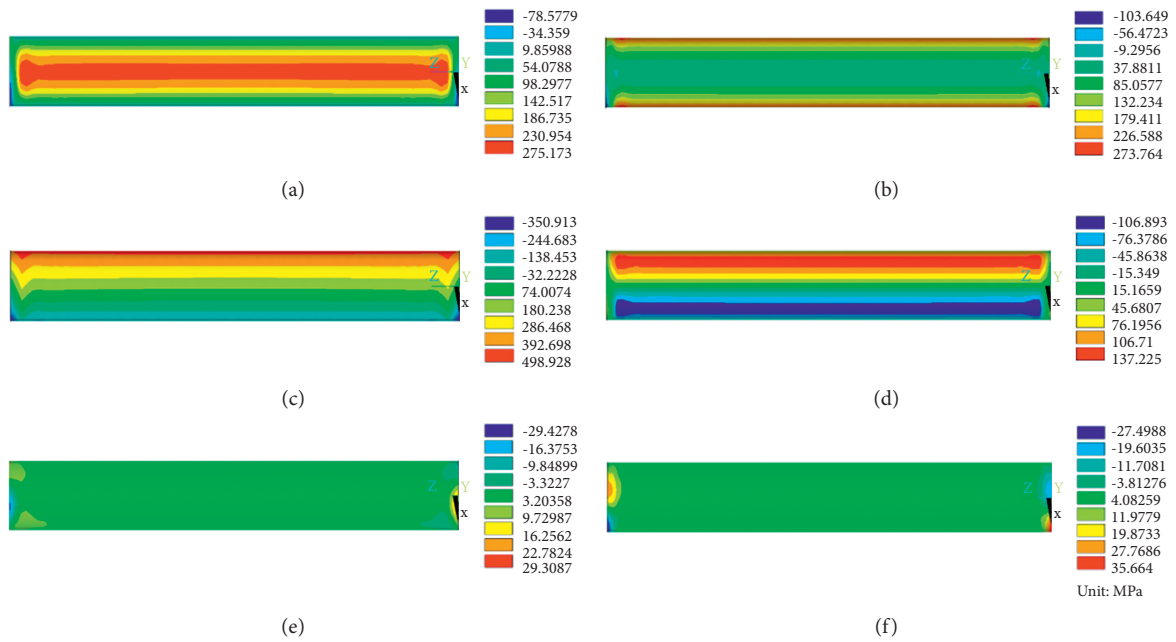 -78.5779
-34.359
9.85988
54.0788
98.2977
142.517
186.735
230.954
275.173
Z Y
x
(a)
-103.649
-56.4723
-9.2956
37.8811
85.0577
132.234
179.411
226.588
273.764
Z Y
x
(b)
-350.913
-244.683
-138.453
-32.2228
74.0074
180.238
286.468
392.698
498.928
Z Y
x
(c)
-106.893
-76.3786
-45.8638
-15.349
15.1659
45.6807
76.1956
106.71
137.225
Z Y
x
(d)
-29.4278
-16.3753
-9.84899
-3.3227
3.20358
9.72987
16.2562
22.7824
29.3087
Z Y
x
(e)
-27.4988
-19.6035
-11.7081
-3.81276
4.08259
11.9779
19.8733
27.7686
35.664
Unit: MPa
Z Y
x
(f)